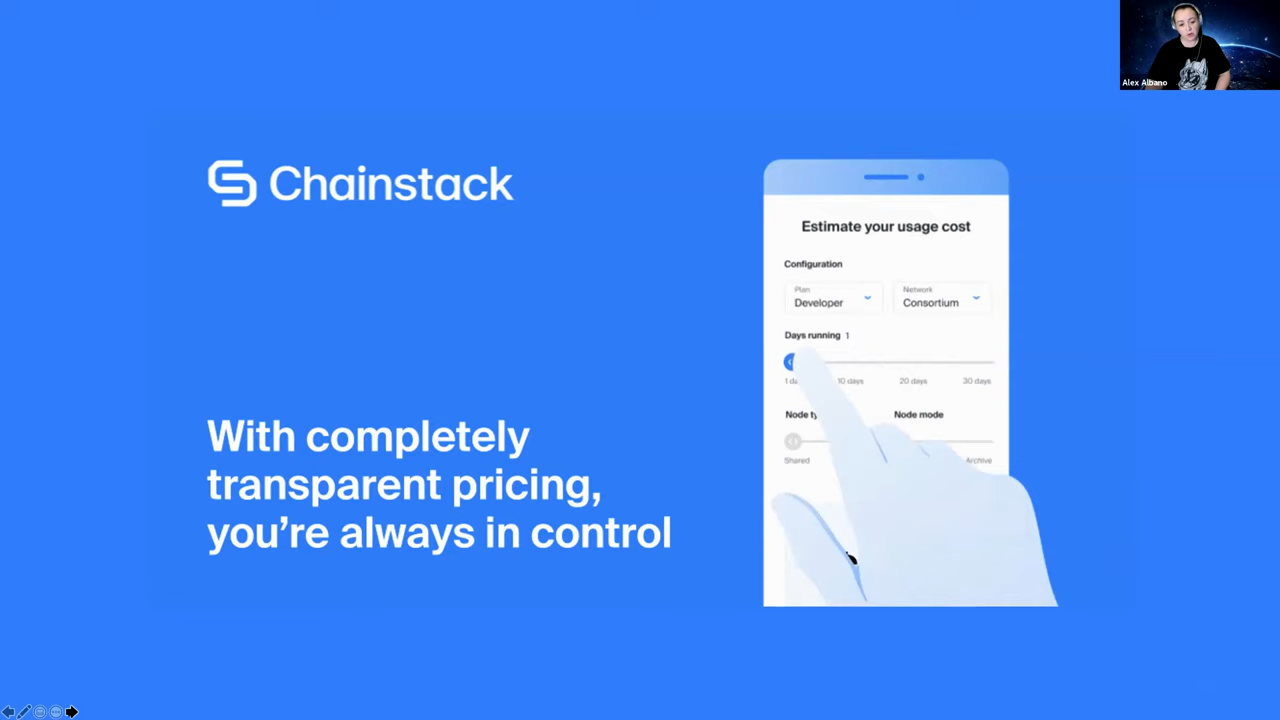 Alex Albano
Chainstack
With completely
transparent pricing,
you're always in control
Estimate your usage cost
Configuration
Plan
Developer
Network
Consortium
Days running 1
10 days
20 days
30 days
Node mode
Shared
Archive